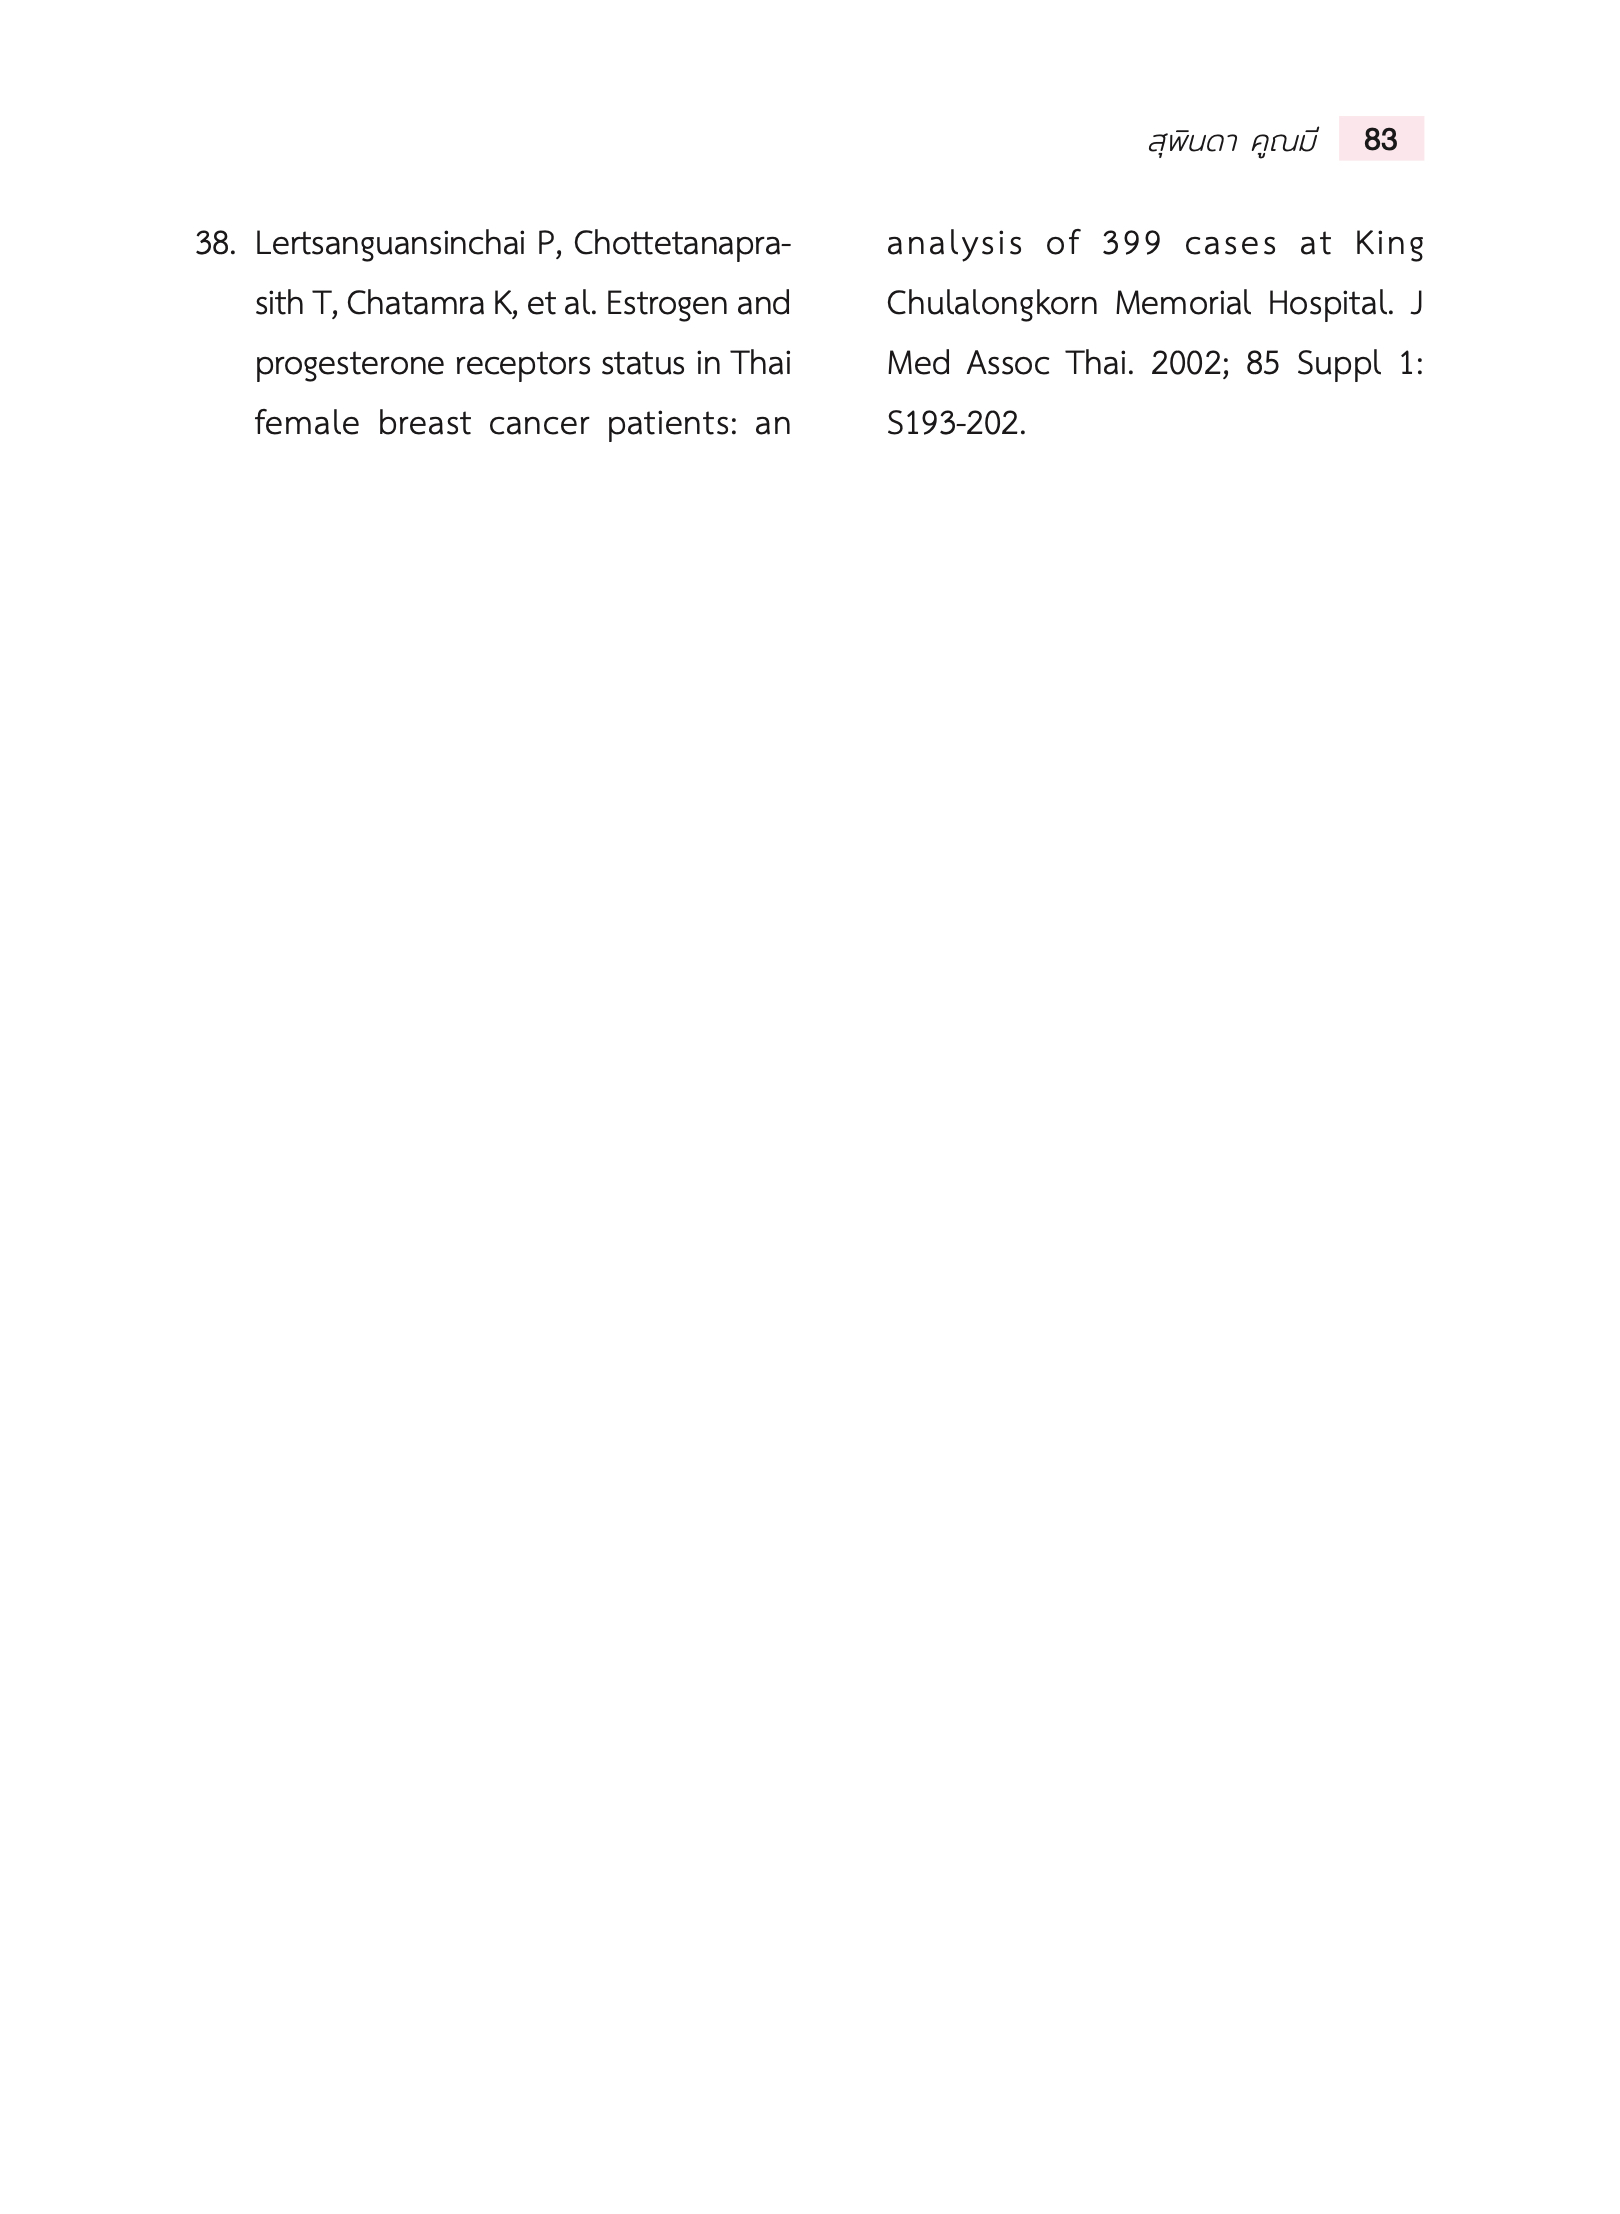 สุพินดา คูณมี 83
38. Lertsanguansinchai P, Chottetanapra-
sith T, Chatamra K, et al. Estrogen and
progesterone receptors status in Thai
female breast cancer patients: an
analysis of 399 cases at King
Chulalongkorn Memorial Hospital. J
Med Assoc Thai. 2002; 85 Suppl 1:
S193-202.